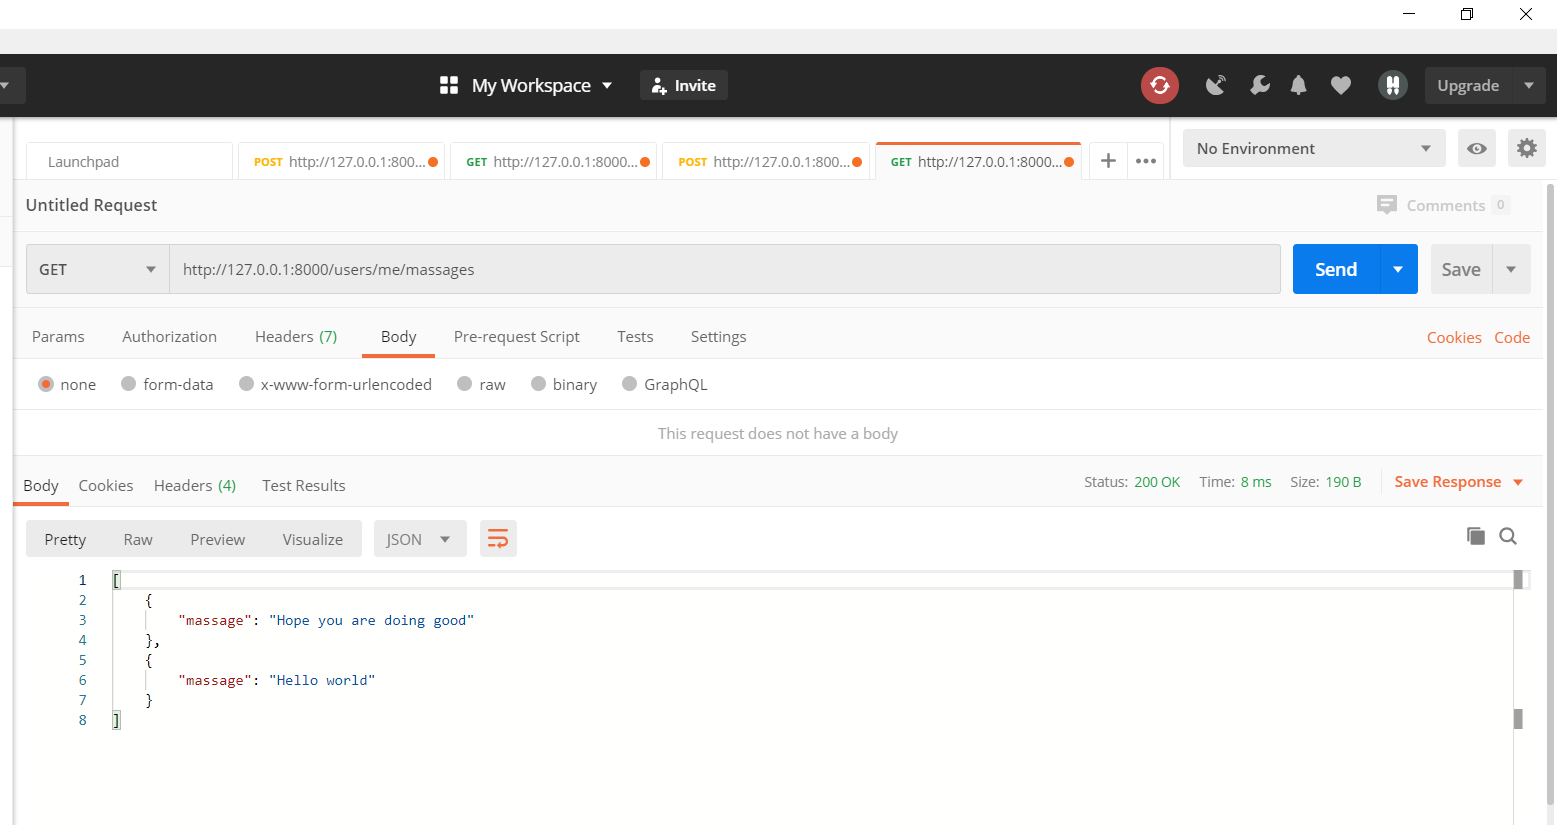 My Workspace Invite Upgrade
Launchpad POST http://127.0.0.1:800... GET http://127.0.0.1:8000... POST http://127.0.0.1:800... GET http://127.0.0.1:8000... + ••• No Environment
Untitled Request Comments 0
GET http://127.0.0.1:8000/users/me/massages Send Save
Params Authorization Headers (7) Body Pre-request Script Tests Settings Cookies Code
none form-data x-www-form-urlencoded raw binary GraphQL
This request does not have a body
Body Cookies Headers (4) Test Results Status: 200 OK Time: 8 ms Size: 190 B Save Response
Pretty Raw Preview Visualize JSON
1 [
2 {
3 "massage": "Hope you are doing good"
4 },
5 {
6 "massage": "Hello world"
7 }
8 ]